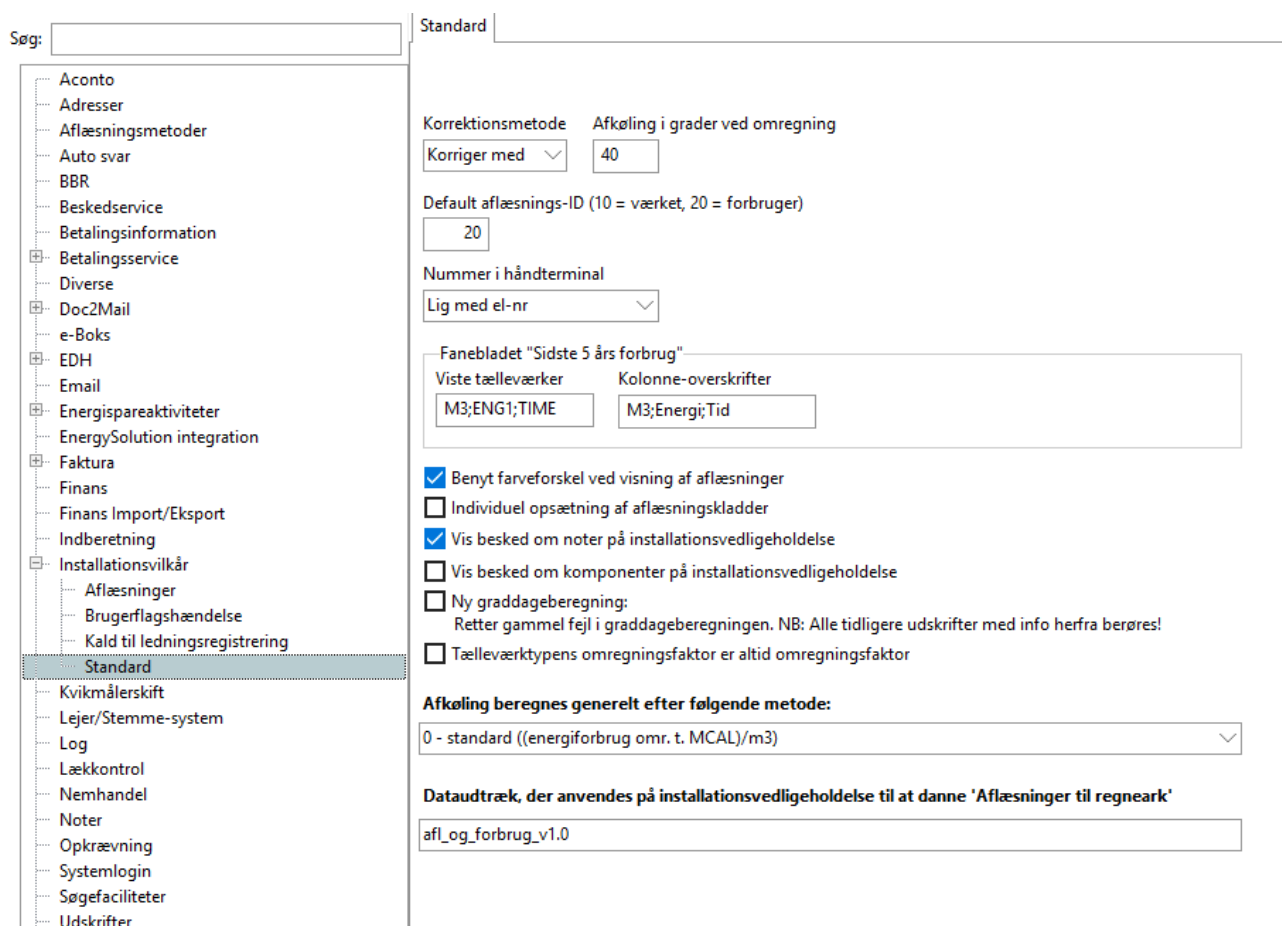 Søg:
Aconto
Adresser
Aflæsningsmetoder
Auto svar
BBR
Beskedservice
Betalingsinformation
Betalingsservice
Diverse
Doc2Mail
e-Boks
EDH
Email
Energispareaktiviteter
EnergySolution integration
Faktura
Finans
Finans Import/Eksport
Indberetning
Installationsvilkår
Aflæsninger
Brugerflagshændelse
Kald til ledningsregistrering
Standard
Kvikmålerskift
Lejer/Stemme-system
Log
Lækkontrol
Nemhandel
Noter
Opkrævning
Systemlogin
Søgefaciliteter
Udskrifter
Standard
Korrektionsmetode Afkøling i grader ved omregning
Korriger med 40
Default aflæsnings-ID (10 = værket, 20 = forbruger)
20
Nummer i håndterminal
Lig med el-nr
Fanebladet "Sidste 5 års forbrug"
Viste tælleværker Kolonne-overskrifter
M3;ENG1;TIME M3;Energi;Tid
Benyt farveforskel ved visning af aflæsninger
Individuel opsætning af aflæsningskladder
Vis besked om noter på installationsvedligeholdelse
Vis besked om komponenter på installationsvedligeholdelse
Ny graddageberegning:
Retter gammel fejl i graddageberegningen. NB: Alle tidligere udskrifter med info herfra berøres!
Tælleværktypens omregningsfaktor er altid omregningsfaktor
Afkøling beregnes generelt efter følgende metode:
0 - standard ((energiforbrug omr. t. MCAL)/m3)
Dataudtræk, der anvendes på installationsvedligeholdelse til at danne 'Aflæsninger til regneark'
afl_og_forbrug_v1.0